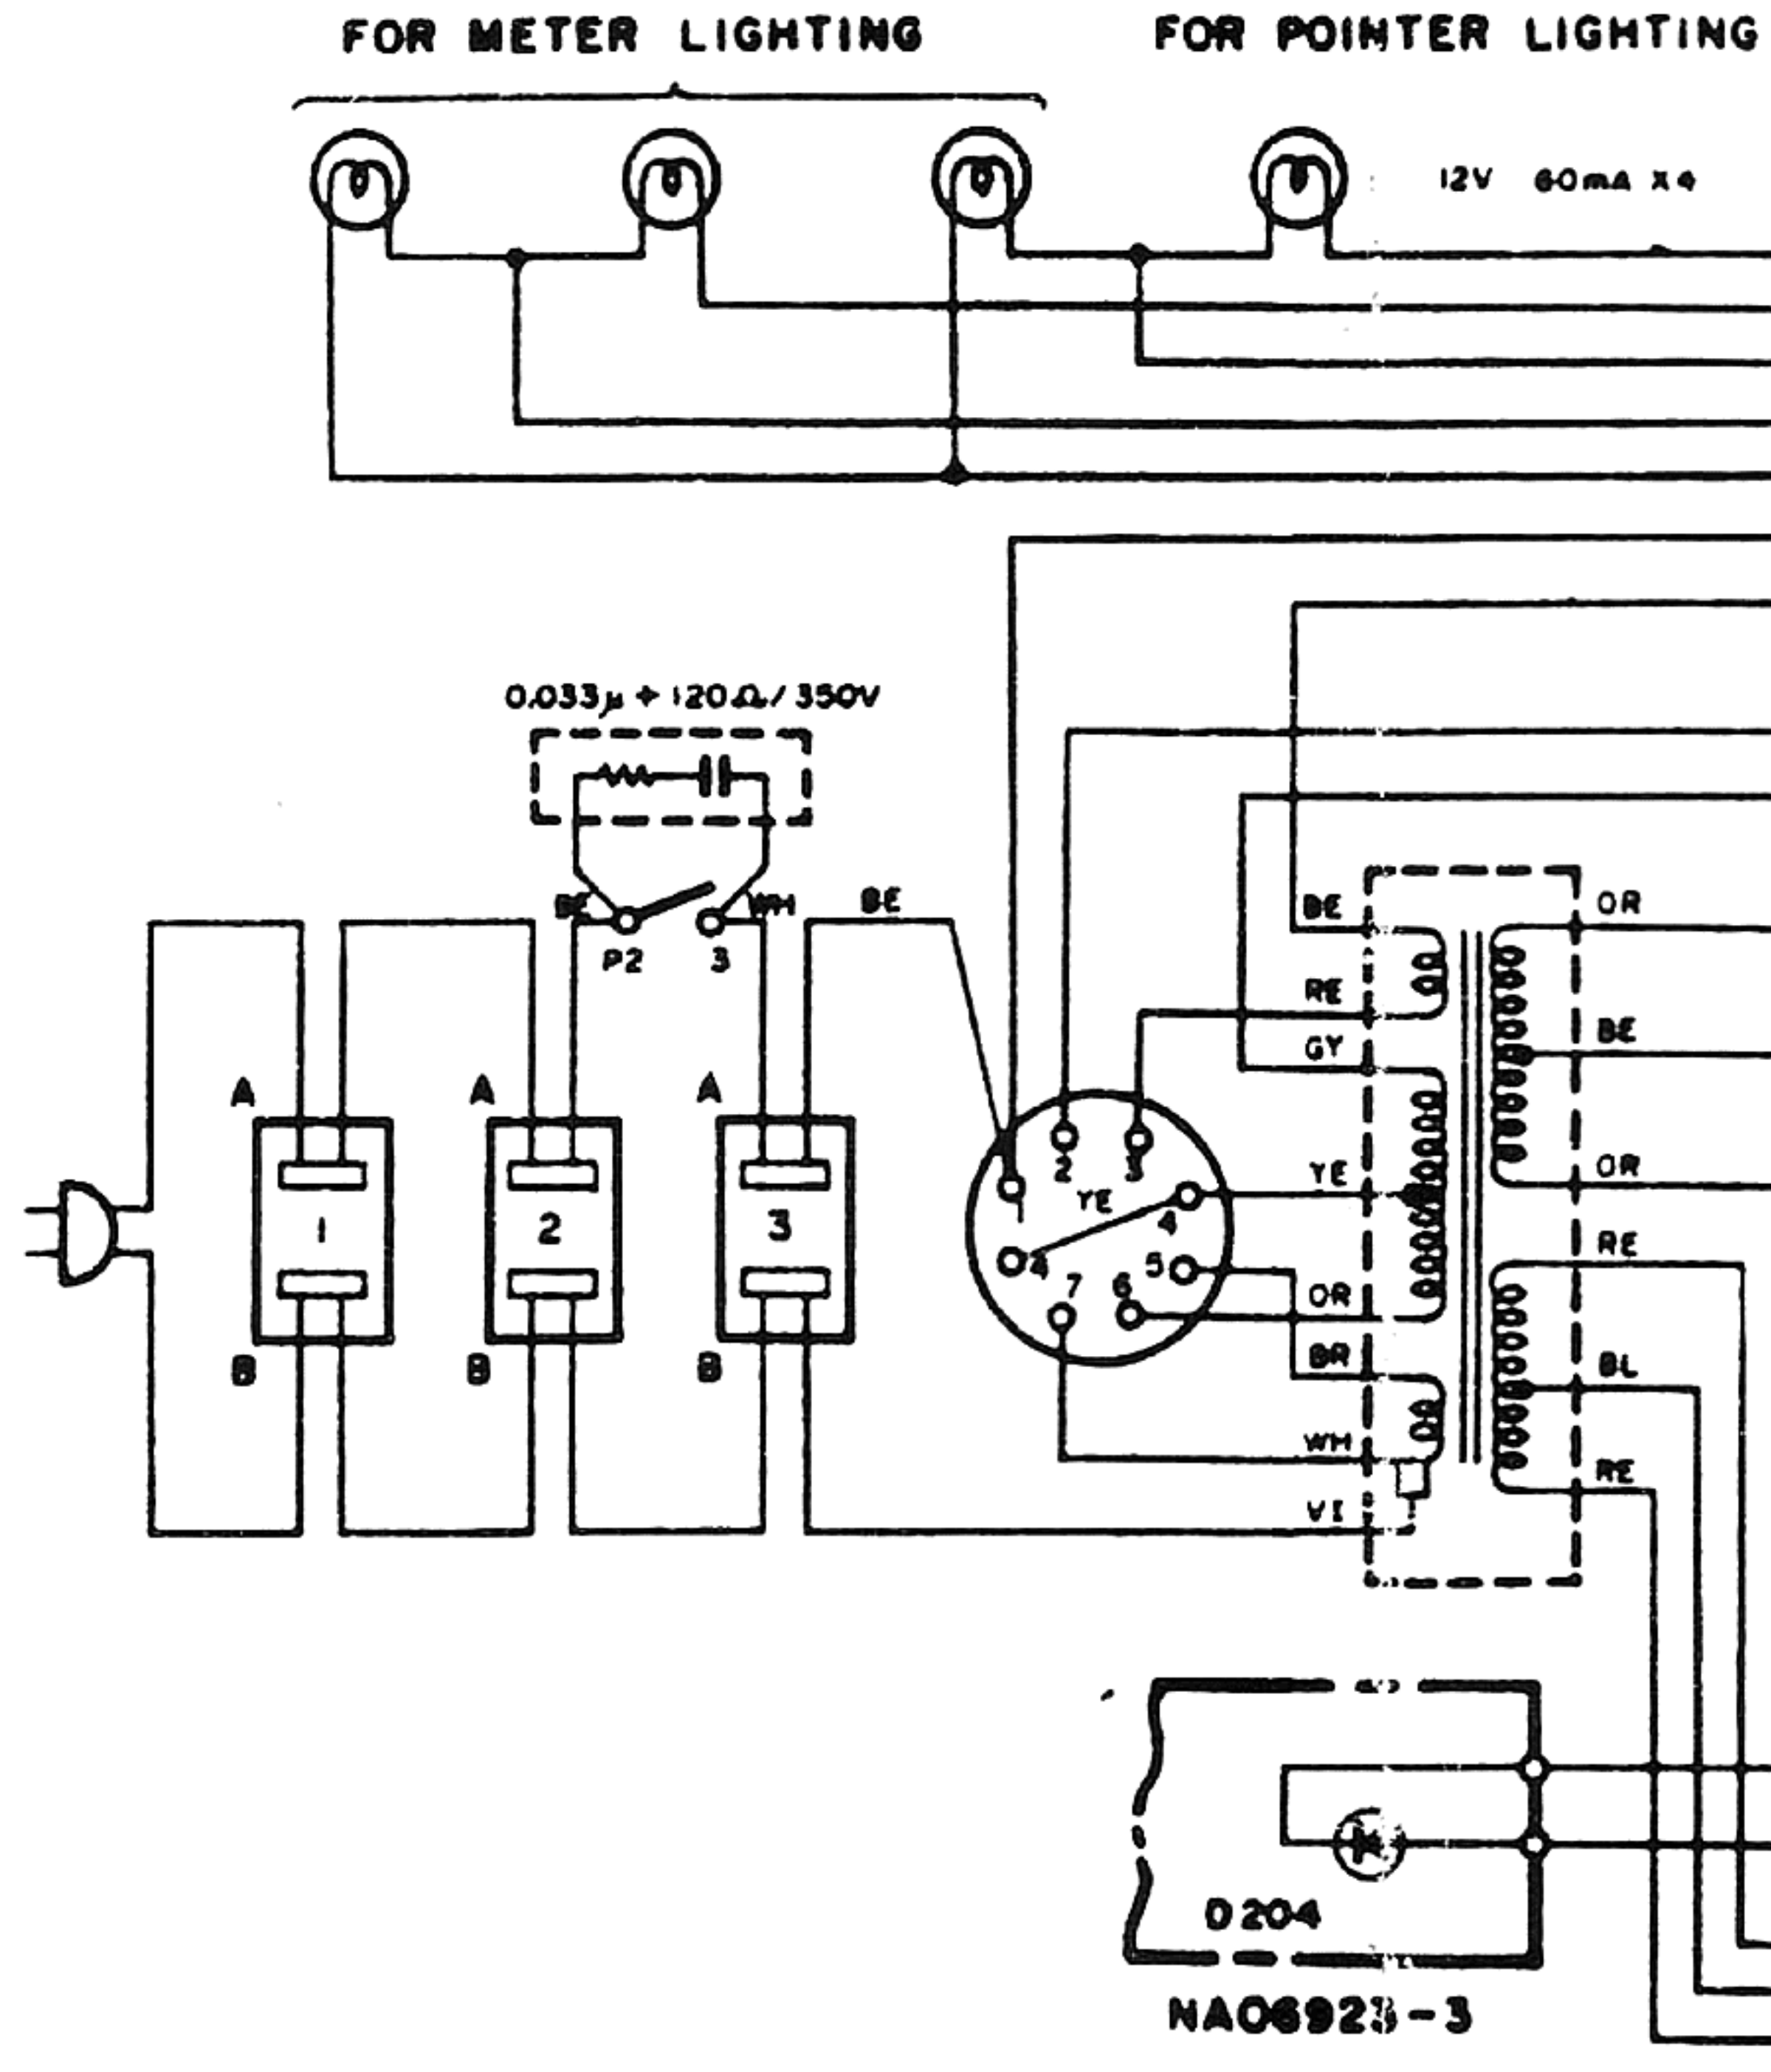 FOR METER LIGHTING
FOR POINTER LIGHTING
12V 60mA X4
0.033μ + 120Ω/350V
BE
WH
BE
P2
3
BE
OR
RE
BE
GY
A
A
A
2
3
YE
YE
OR
4
1
2
3
4
5
RE
7
6
OR
B
B
B
BR
BL
WH
RE
VI
D204
NA06923-3